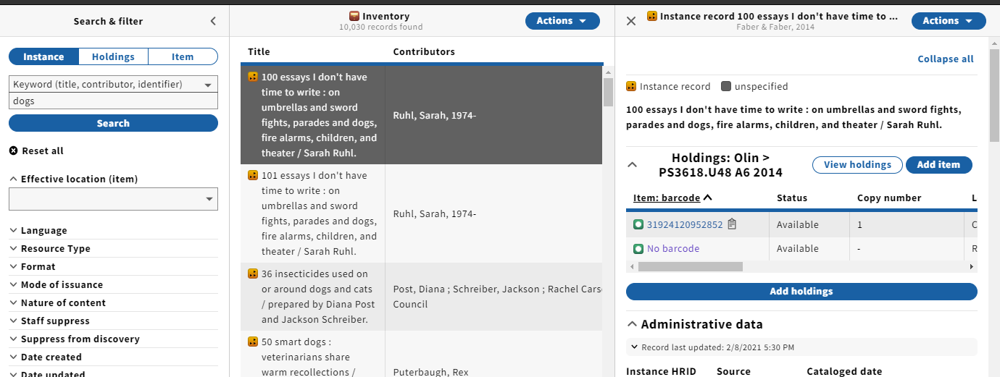 Search & filter
Instance Holdings Item
Keyword (title, contributor, identifier)
dogs
Search
Reset all
Effective location (item)
Language
Resource Type
Format
Mode of issuance
Nature of content
Staff suppress
Suppress from discovery
Date created
Date updated
Inventory
10,030 records found
Actions
Title Contributors
100 essays I don't have
time to write : on
umbrellas and sword
fights, parades and dogs,
fire alarms, children, and
theater / Sarah Ruhl.
Ruhl, Sarah, 1974-
101 essays I don't have
time to write : on
umbrellas and sword
fights, parades and dogs,
fire alarms, children, and
theater / Sarah Ruhl.
Ruhl, Sarah, 1974-
36 insecticides used on
or around dogs and cats
/ prepared by Diana Post
and Jackson Schreiber.
Post, Diana ; Schreiber, Jackson ; Rachel Cars
Council
50 smart dogs :
veterinarians share
warm recollections /
Puterbaugh, Rex
Instance record 100 essays I don't have time to ...
Faber & Faber, 2014
Actions
Collapse all
Instance record unspecified
100 essays I don't have time to write : on umbrellas and sword fights,
parades and dogs, fire alarms, children, and theater / Sarah Ruhl.
Holdings: Olin >
PS3618.U48 A6 2014
View holdings Add item
Item: barcode Status Copy number L
31924120952852 Available 1 C
No barcode Available - R
Add holdings
Administrative data
Record last updated: 2/8/2021 5:30 PM
Instance HRID Source Cataloged date